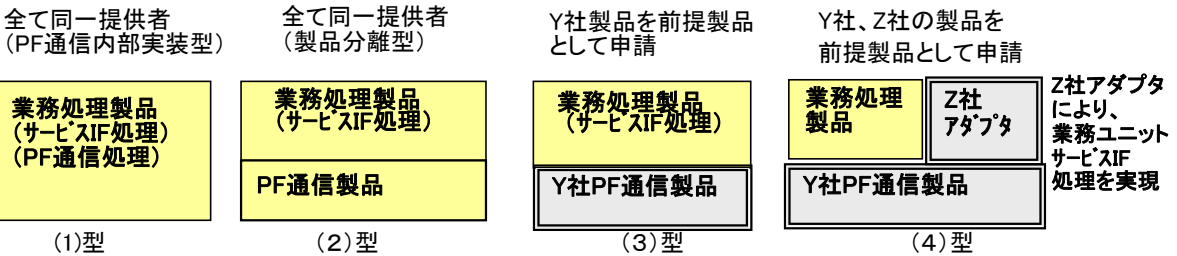 全て同一提供者
（PF通信内部実装型）
業務処理製品
（サービスIF処理）
（PF通信処理）
(1)型
全て同一提供者
（製品分離型）
業務処理製品
（サービスIF処理）
PF通信製品
（２）型
Y社製品を前提製品
として申請
業務処理製品
（サービスIF処理）
Y社PF通信製品
（３）型
Y社、Z社の製品を
前提製品として申請
業務処理
製品
Z社
アダプタ
Y社PF通信製品
Z社アダプタ
により、
業務ユニット
サービスIF
処理を実現
（４）型